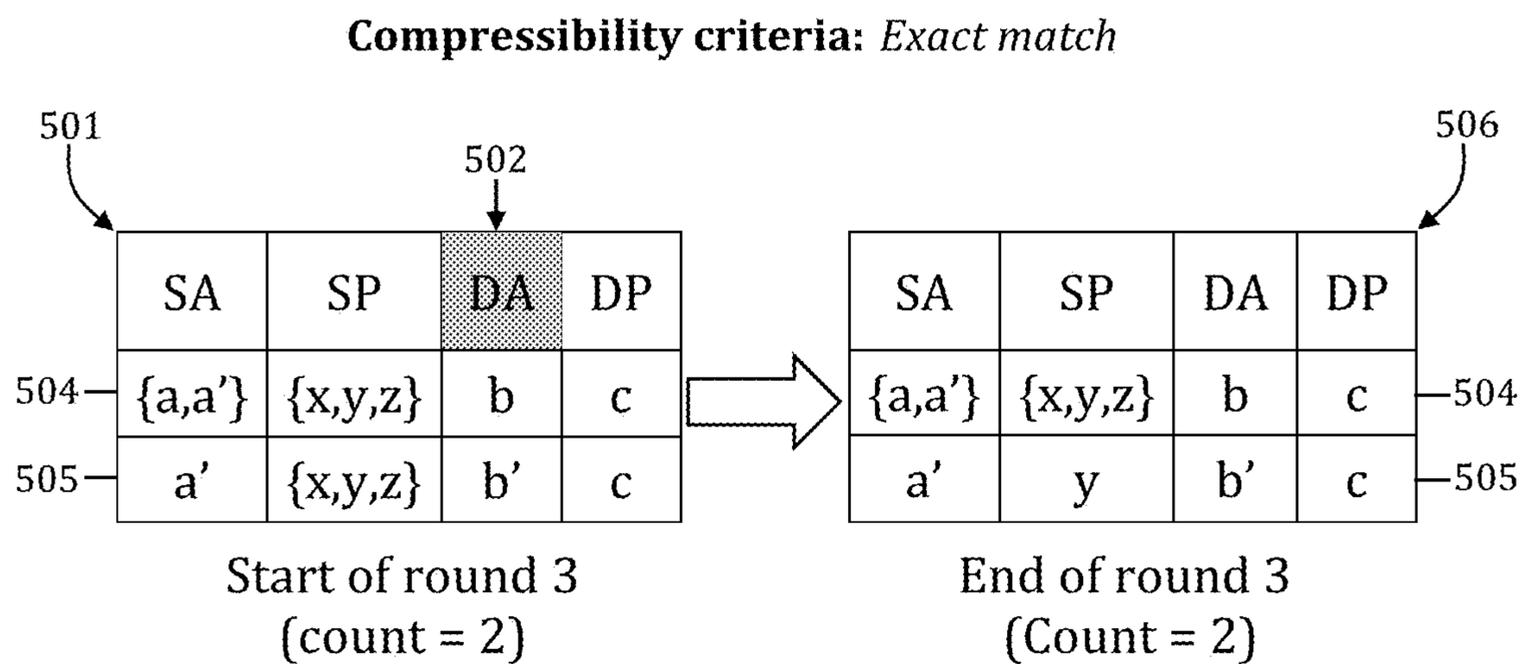 Compressibility criteria: Exact match
501
502
506
SA SP DA DP
504 {a,a’} {x,y,z} b c
505 a’ {x,y,z} b’ c
Start of round 3
(count = 2)
SA SP DA DP
{a,a’} {x,y,z} b c 504
a’ y b’ c 505
End of round 3
(Count = 2)